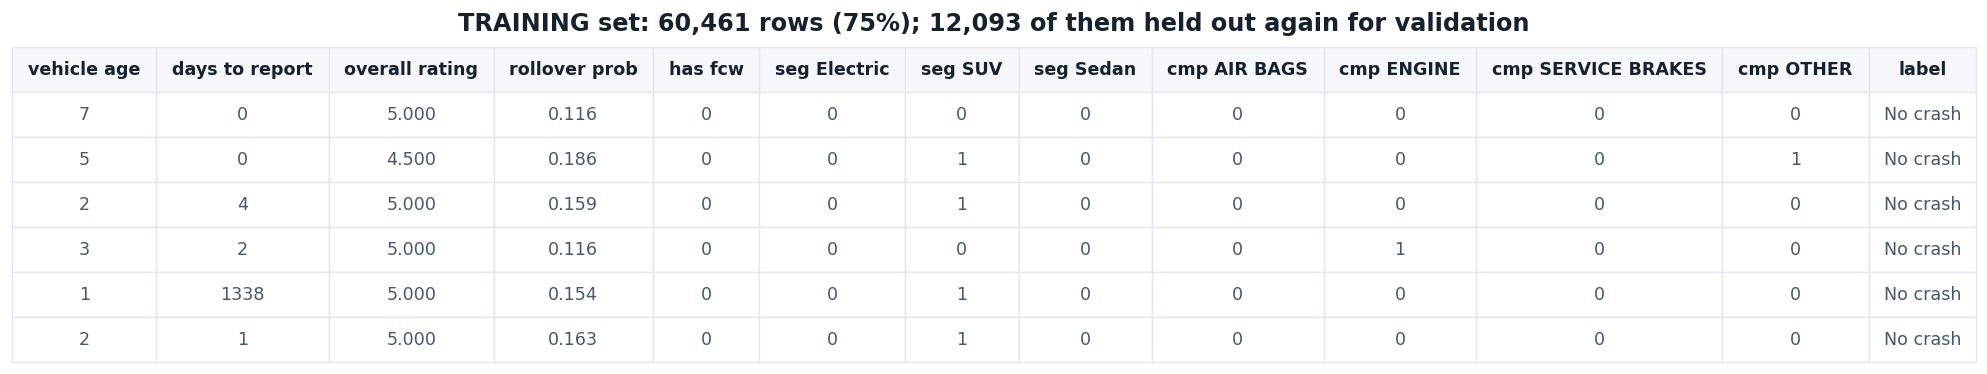 TRAINING set: 60,461 rows (75%); 12,093 of them held out again for validation
vehicle age days to report overall rating rollover prob has fcw seg Electric seg SUV seg Sedan cmp AIR BAGS cmp ENGINE cmp SERVICE BRAKES cmp OTHER label
7 0 5.000 0.116 0 0 0 0 0 0 0 0 No crash
5 0 4.500 0.186 0 0 1 0 0 0 0 1 No crash
2 4 5.000 0.159 0 0 1 0 0 0 0 0 No crash
3 2 5.000 0.116 0 0 0 0 0 1 0 0 No crash
1 1338 5.000 0.154 0 0 1 0 0 0 0 0 No crash
2 1 5.000 0.163 0 0 1 0 0 0 0 0 No crash